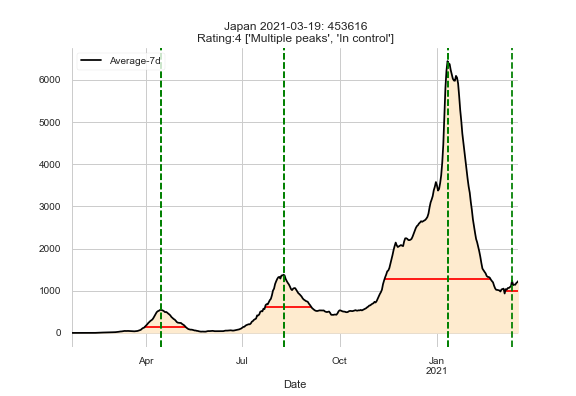 Japan 2021-03-19: 453616
Rating:4 ['Multiple peaks', 'In control']
Average-7d
6000
5000
4000
3000
2000
1000
0
Apr
Jul
Oct
Jan
2021
Date